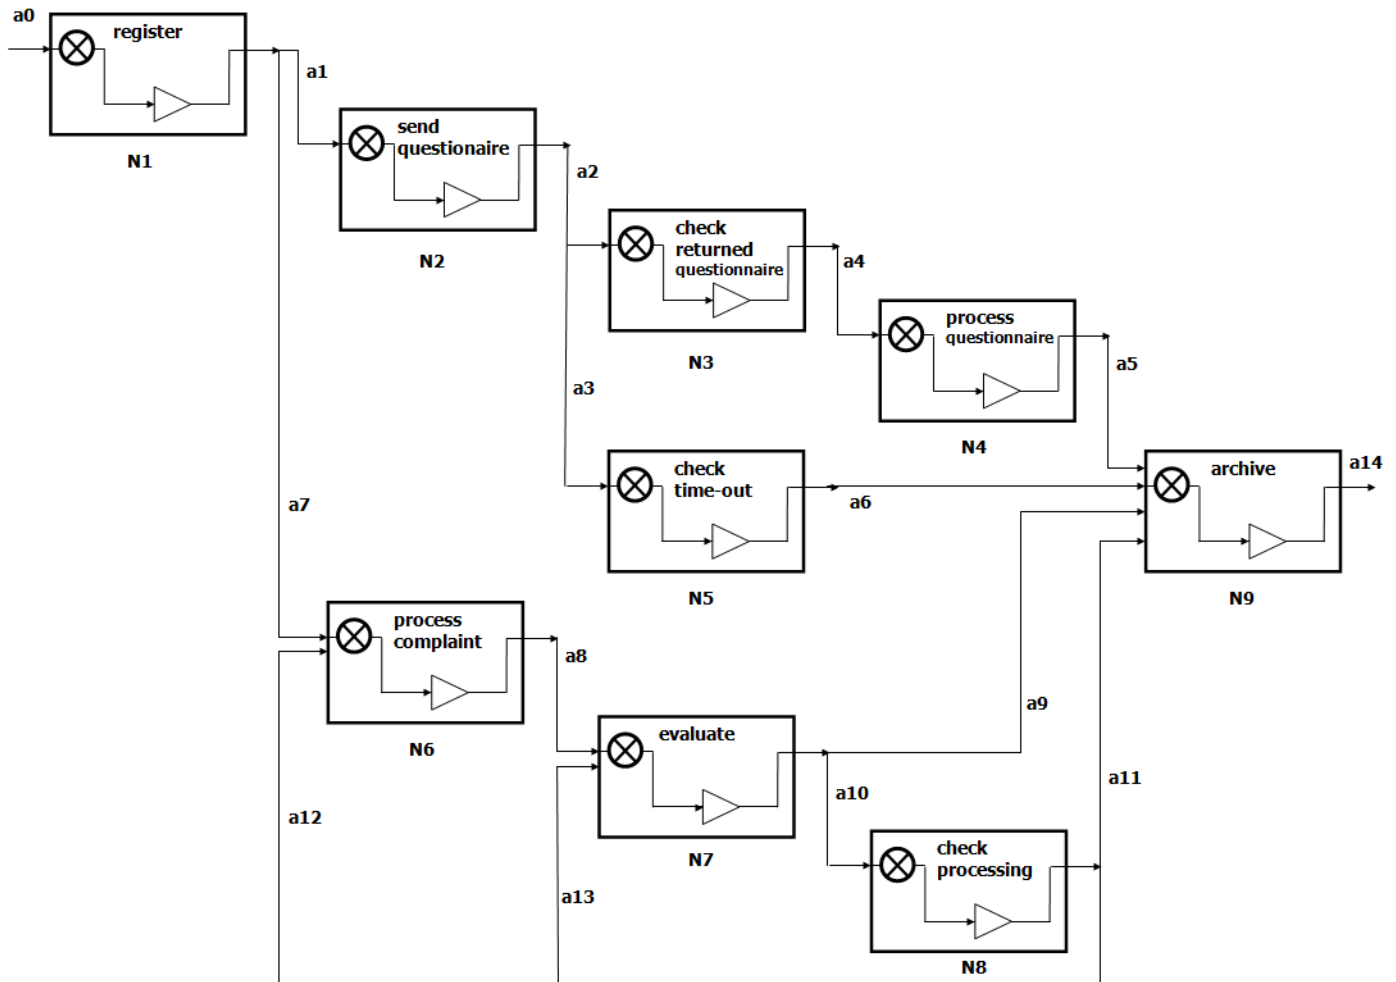 a0
register
a1
N1
send
questionaire
a2
N2
check
returned
questionnaire
a4
N3
process
questionnaire
a5
N4
a3
check
time-out
a6
N5
archive
a14
N9
a7
process
complaint
a8
N6
evaluate
a9
N7
a10
a11
a12
a13
check
processing
N8